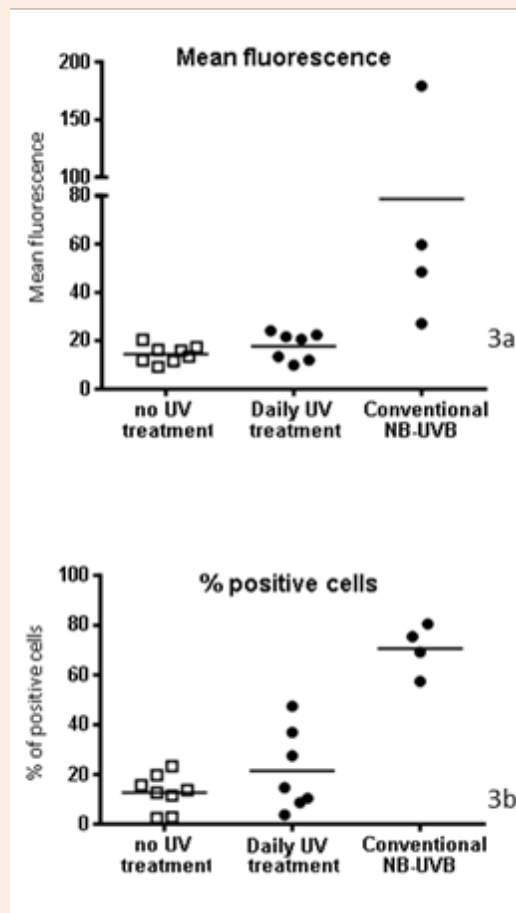 Mean fluorescence
200
150
100
80
60
40
20
0
Mean fluorescence
3a
no UV treatment
Daily UV treatment
Conventional NB-UVB
% positive cells
100
80
60
40
20
0
% of positive cells
3b
no UV treatment
Daily UV treatment
Conventional NB-UVB